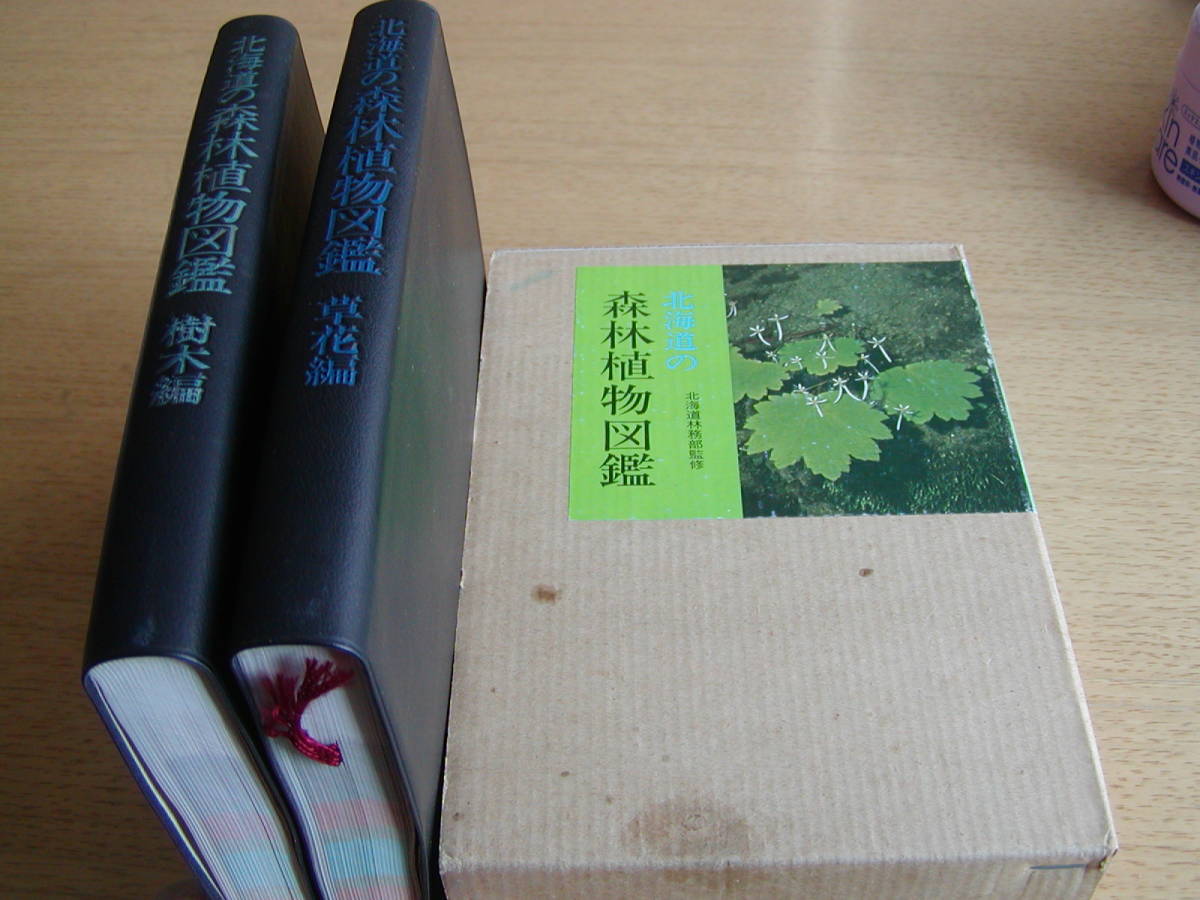 北海道の森林植物図鑑 樹木編
北海道の森林植物図鑑 草花編
北海道の
森林植物図鑑
北海道林務部監修
in
are